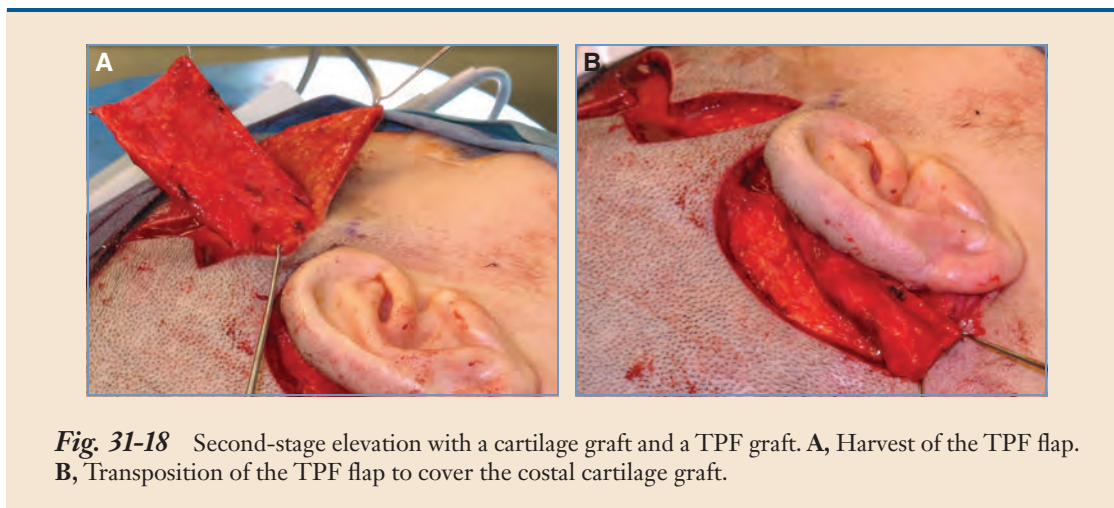 A
B
Fig. 31-18 Second-stage elevation with a cartilage graft and a TPF graft. A, Harvest of the TPF flap.
B, Transposition of the TPF flap to cover the costal cartilage graft.